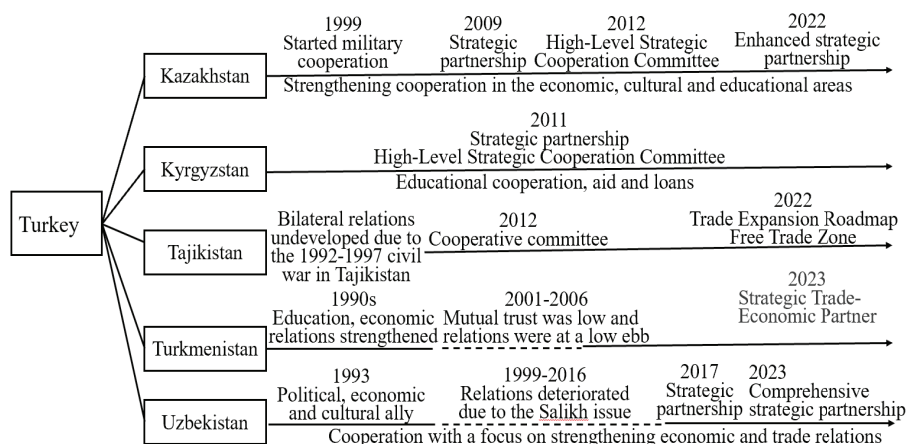 Turkey
Kazakhstan
1999
Started military
cooperation
2009
Strategic
partnership
2012
High-Level Strategic
Cooperation Committee
2022
Enhanced strategic
partnership
Strengthening cooperation in the economic, cultural and educational areas
Kyrgyzstan
2011
Strategic partnership
High-Level Strategic Cooperation Committee
Educational cooperation, aid and loans
Tajikistan
Bilateral relations
undeveloped due to
the 1992-1997 civil
war in Tajikistan
2012
Cooperative committee
2022
Trade Expansion Roadmap
Free Trade Zone
Turkmenistan
1990s
Education, economic
relations strengthened
2001-2006
Mutual trust was low and
relations were at a low ebb
2023
Strategic Trade-
Economic Partner
Uzbekistan
1993
Political, economic
and cultural ally
1999-2016
Relations deteriorated
due to the Salikh issue
2017
Strategic
partnership
2023
Comprehensive
strategic partnership
Cooperation with a focus on strengthening economic and trade relations